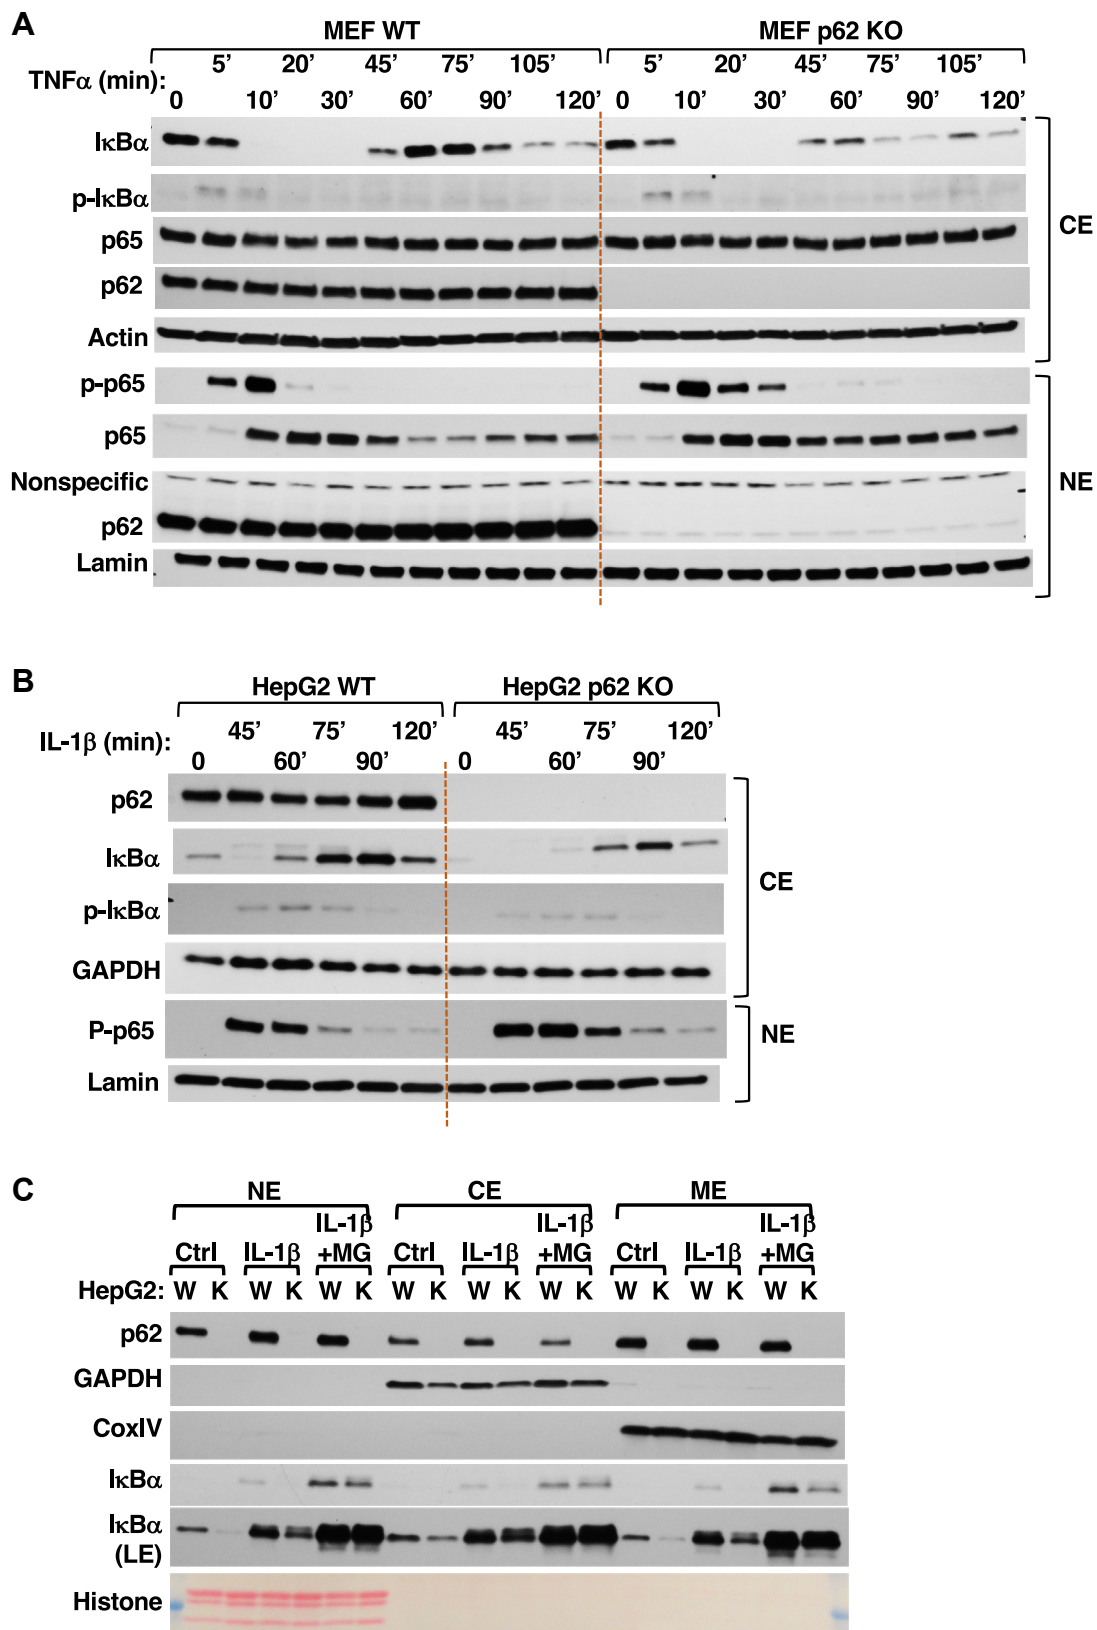 A
MEF WT MEF p62 KO
5’ 20’ 45’ 75’ 105’ 5’ 20’ 45’ 75’ 105’
TNFα (min):
0 10’ 30’ 60’ 90’ 120’ 0 10’ 30’ 60’ 90’ 120’
IκBα
p-IκBα
p65
p62
Actin
CE
p-p65
p65
Nonspecific
p62
Lamin
NE
B
HepG2 WT HepG2 p62 KO
45’ 75’ 120’ 45’ 75’ 120’
IL-1β (min):
0 60’ 90’ 0 60’ 90’
p62
IκBα
p-IκBα
GAPDH
CE
P-p65
Lamin
NE
C
NE CE ME
IL-1β IL-1β IL-1β
Ctrl IL-1β +MG Ctrl IL-1β +MG Ctrl IL-1β +MG
HepG2: W K W K W K W K W K W K W K W K W K
p62
GAPDH
CoxIV
IκBα
IκBα
(LE)
Histone